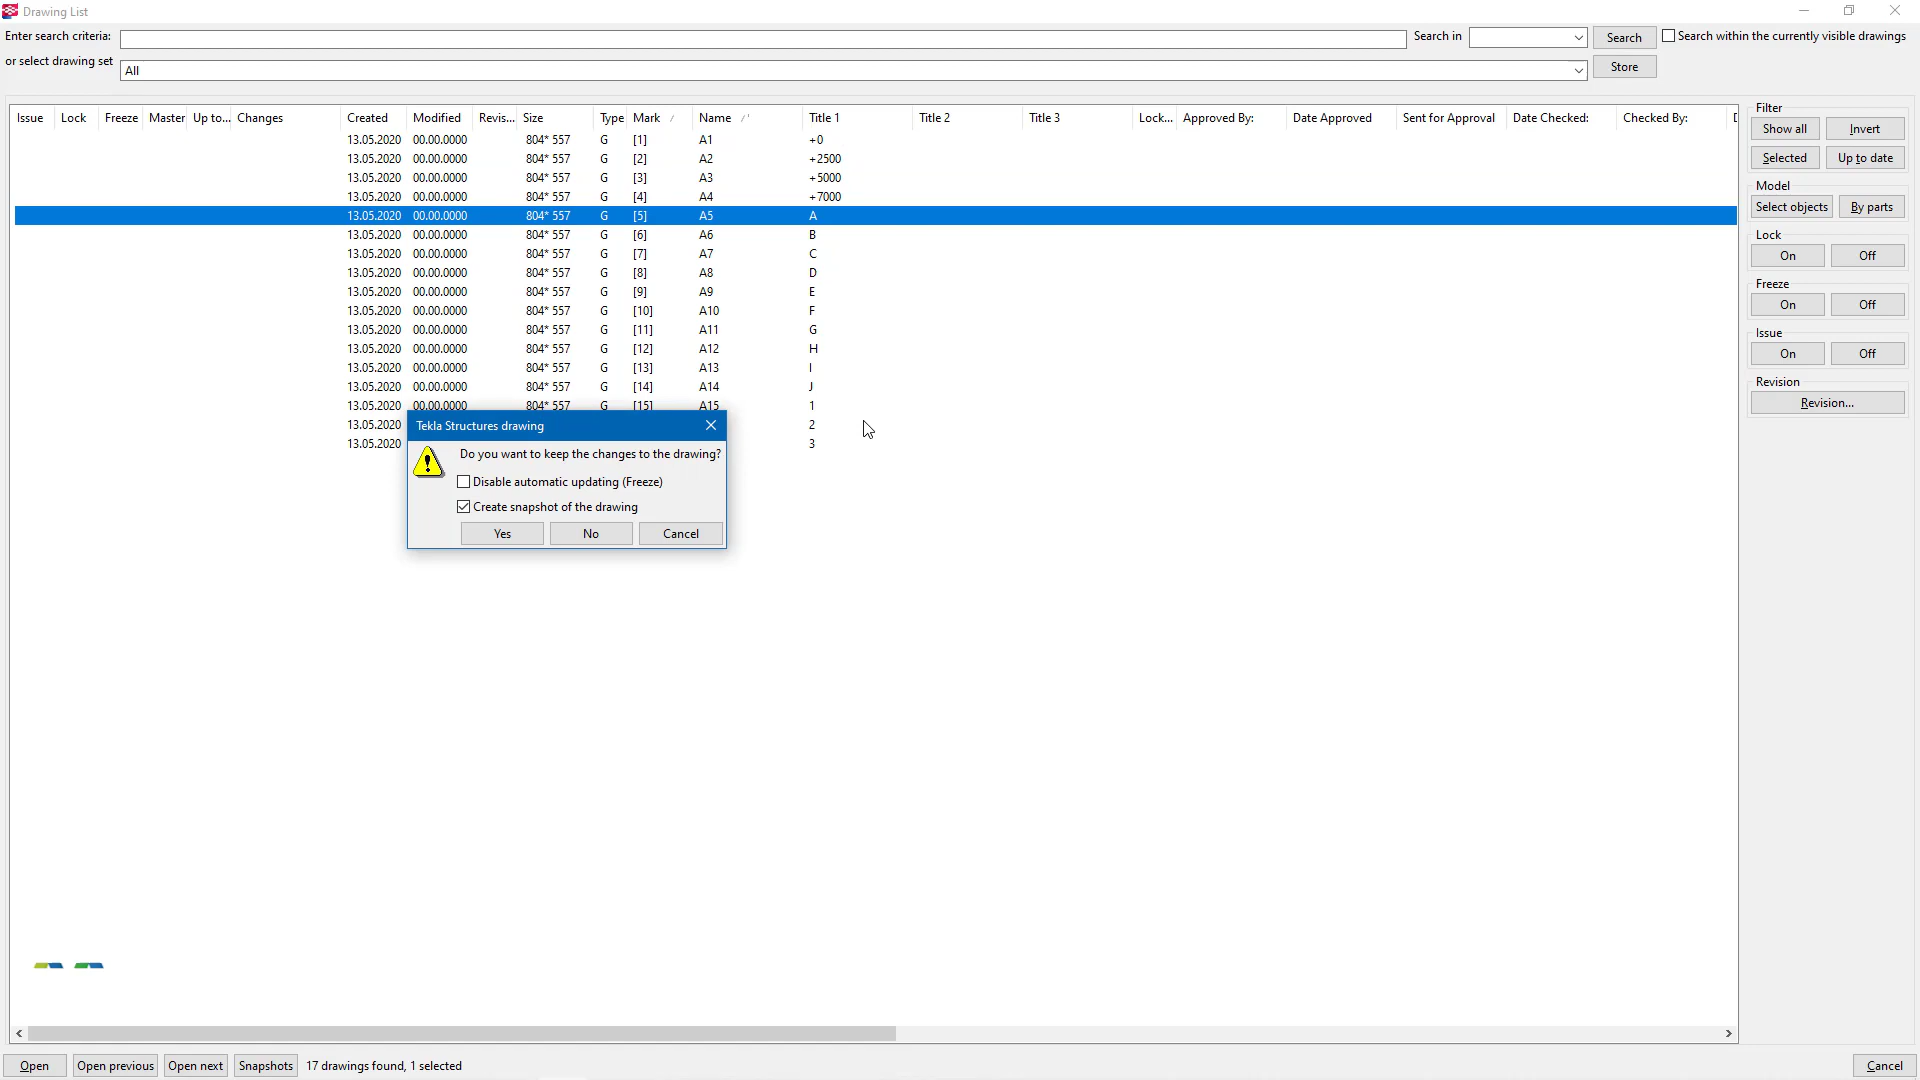 Drawing List
Enter search criteria:
Search in
Search
Search within the currently visible drawings
or select drawing set
All
Store
Issue Lock Freeze Master Up to... Changes Created Modified Revis... Size Type Mark Name Title 1 Title 2 Title 3 Lock... Approved By: Date Approved Sent for Approval Date Checked: Checked By:
13.05.2020 00.00.0000 804* 557 G [1] A1 +0
13.05.2020 00.00.0000 804* 557 G [2] A2 +2500
13.05.2020 00.00.0000 804* 557 G [3] A3 +5000
13.05.2020 00.00.0000 804* 557 G [4] A4 +7000
13.05.2020 00.00.0000 804* 557 G [5] A5 A
13.05.2020 00.00.0000 804* 557 G [6] A6 B
13.05.2020 00.00.0000 804* 557 G [7] A7 C
13.05.2020 00.00.0000 804* 557 G [8] A8 D
13.05.2020 00.00.0000 804* 557 G [9] A9 E
13.05.2020 00.00.0000 804* 557 G [10] A10 F
13.05.2020 00.00.0000 804* 557 G [11] A11 G
13.05.2020 00.00.0000 804* 557 G [12] A12 H
13.05.2020 00.00.0000 804* 557 G [13] A13 I
13.05.2020 00.00.0000 804* 557 G [14] A14 J
13.05.2020 00.00.0000 804* 557 G [15] A15 1
13.05.2020 2
13.05.2020 3
Tekla Structures drawing
Do you want to keep the changes to the drawing?
Disable automatic updating (Freeze)
Create snapshot of the drawing
Yes No Cancel
Filter
Show all Invert
Selected Up to date
Model
Select objects By parts
Lock
On Off
Freeze
On Off
Issue
On Off
Revision
Revision...
Open Open previous Open next Snapshots 17 drawings found, 1 selected Cancel